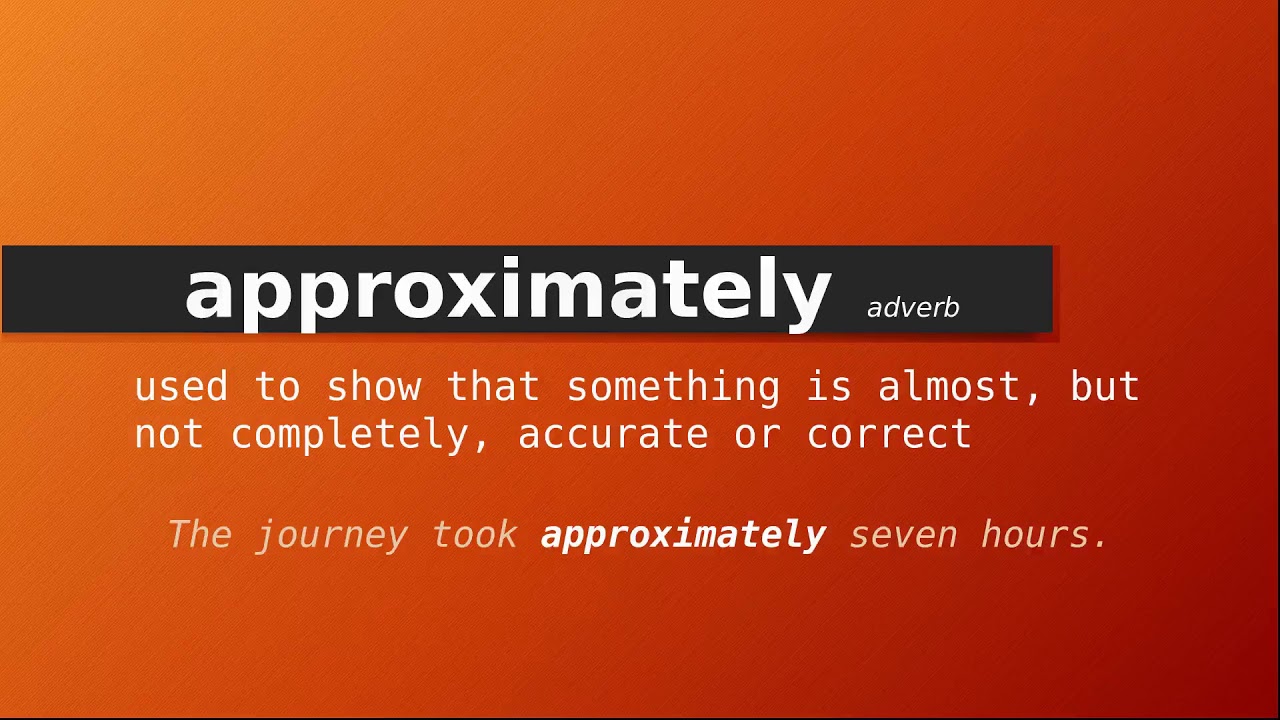 approximately adverb
used to show that something is almost, but
not completely, accurate or correct
The journey took approximately seven hours.